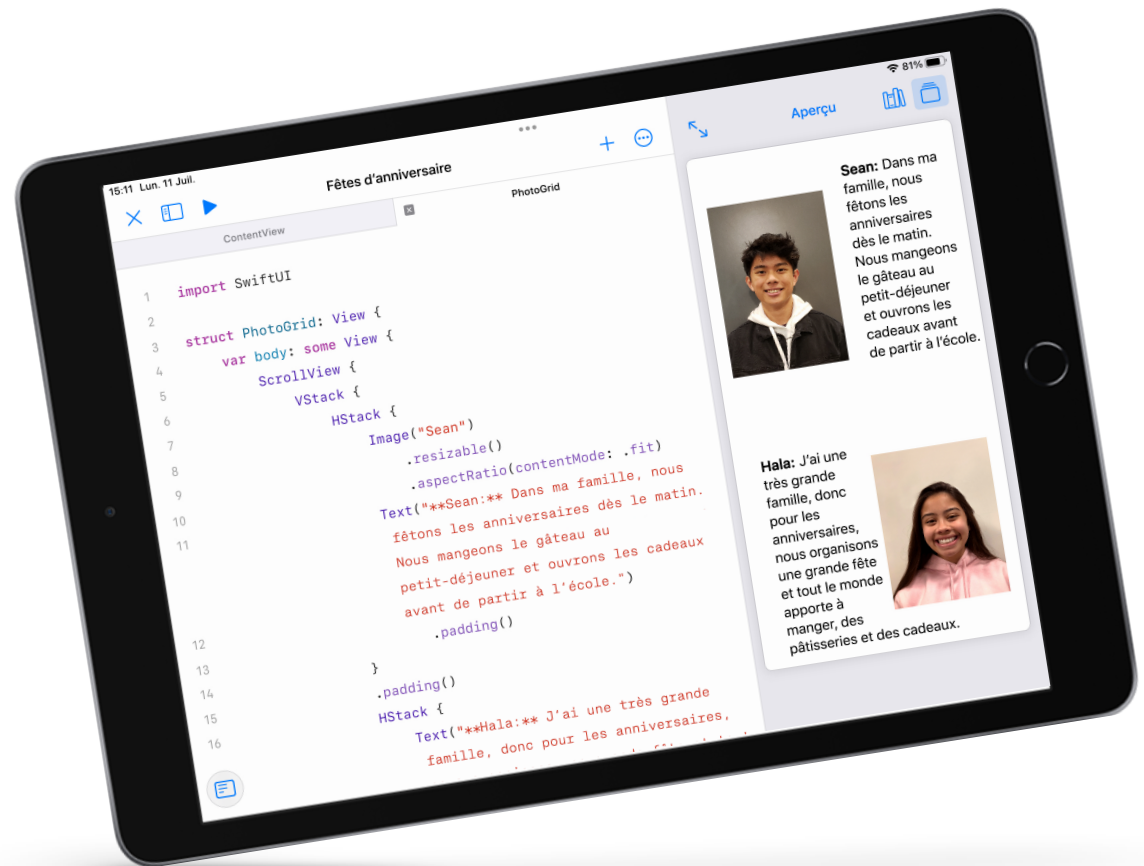 15:11 Lun. 11 Juil.
81%
Fêtes d'anniversaire
Aperçu
ContentView
PhotoGrid
1 import SwiftUI
2
3 struct PhotoGrid: View {
4 var body: some View {
5 ScrollView {
6 VStack {
7 HStack {
8 Image("Sean")
9 .resizable()
10 .aspectRatio(contentMode: .fit)
11 Text("**Sean:** Dans ma famille, nous
fêtons les anniversaires dès le matin.
Nous mangeons le gâteau au
petit-déjeuner et ouvrons les cadeaux
avant de partir à l'école.")
12 .padding()
13 }
14 .padding()
15 HStack {
16 Text("**Hala:** J'ai une très grande
famille, donc pour les anniversaires,
Sean: Dans ma
famille, nous
fêtons les
anniversaires
dès le matin.
Nous mangeons
le gâteau au
petit-déjeuner
et ouvrons les
cadeaux avant
de partir à l'école.
Hala: J'ai une
très grande
famille, donc
pour les
anniversaires,
nous organisons
une grande fête
et tout le monde
apporte à
manger, des
pâtisseries et des cadeaux.